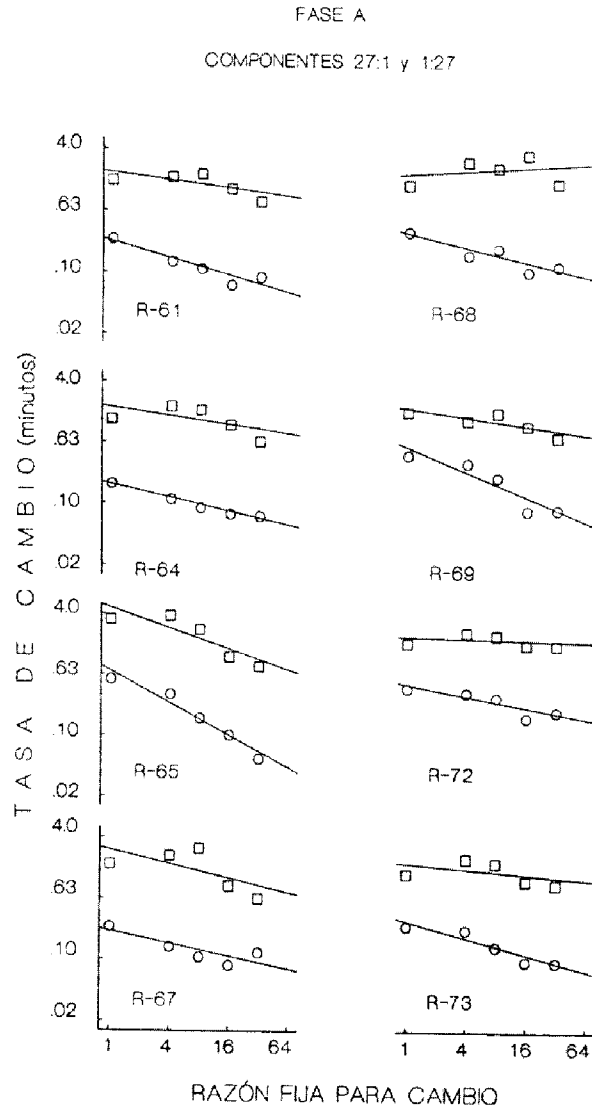 FASE A
COMPONENTES 27:1 y 1:27
TASA DE CAMBIO (minutos)
4.0
.63
.10
.02
R-61
R-68
4.0
.63
.10
.02
R-64
R-69
4.0
.63
.10
.02
R-65
R-72
4.0
.63
.10
.02
R-67
R-73
1 4 16 64
1 4 16 64
RAZÓN FIJA PARA CAMBIO